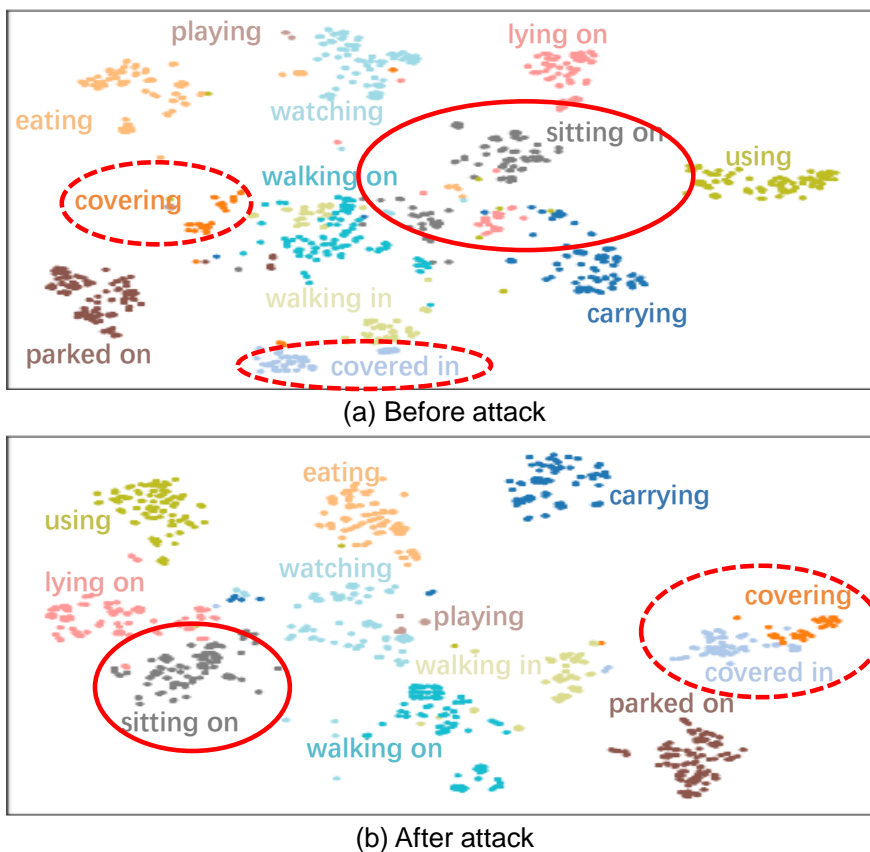 playing
lying on
watching
eating
sitting on
using
walking on
covering
walking in
carrying
parked on
covered in
(a) Before attack
eating
carrying
using
watching
lying on
covering
playing
walking in
covered in
parked on
sitting on
walking on
(b) After attack